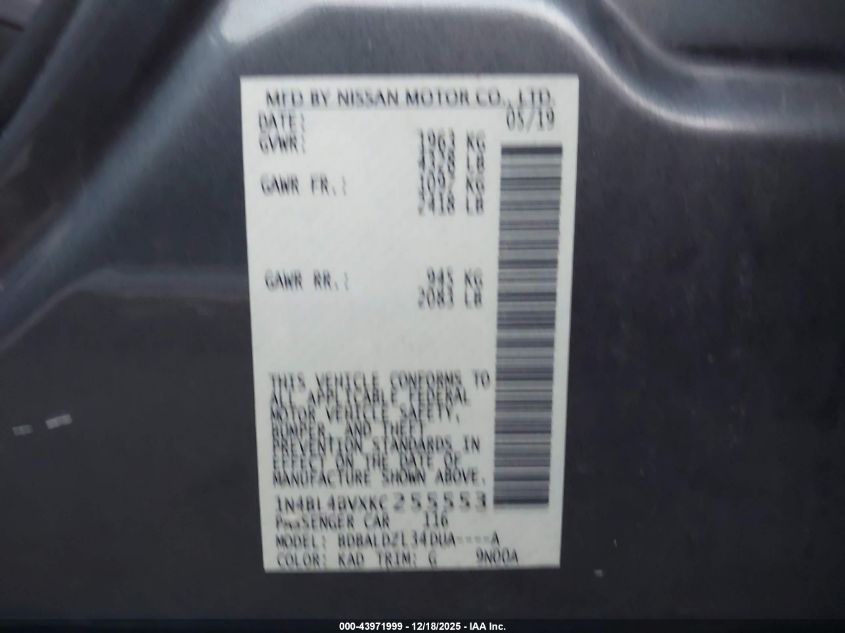 MFD BY NISSAN MOTOR CO., LTD.
DATE: 05/19
GVWR: 1963 KG
4328 LB
GAWR FR.: 1097 KG
2418 LB
GAWR RR.: 945 KG
2083 LB
THIS VEHICLE CONFORMS TO
ALL APPLICABLE FEDERAL
MOTOR VEHICLE SAFETY,
BUMPER AND THEFT
PREVENTION STANDARDS IN
EFFECT ON THE DATE OF
MANUFACTURE SHOWN ABOVE.
1N4BL4BVXKC255553
PASSENGER CAR 116
MODEL: BDBALDZL34DUA----A
COLOR: KAD TRIM: G 9N00A
000-43971999 - 12/18/2025 - IAA Inc.